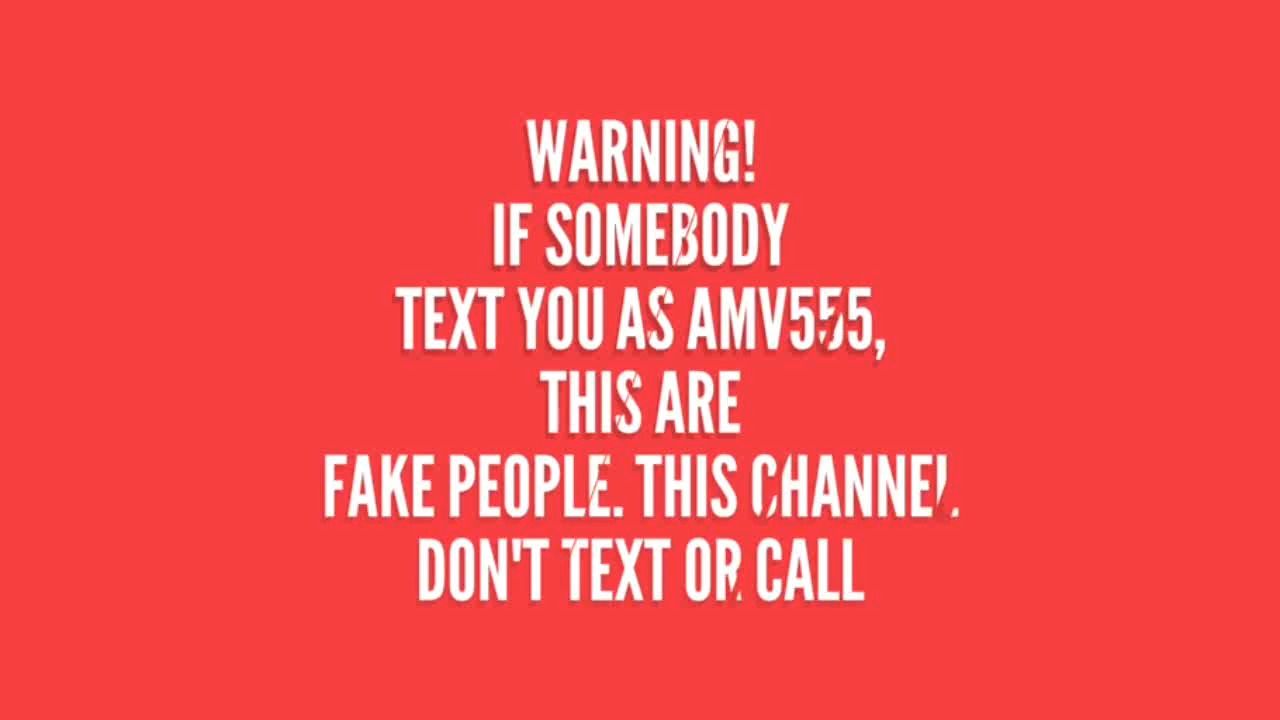 WARNING!
IF SOMEBODY
TEXT YOU AS AMV555,
THIS ARE
FAKE PEOPLE. THIS CHANNEL
DON'T TEXT OR CALL